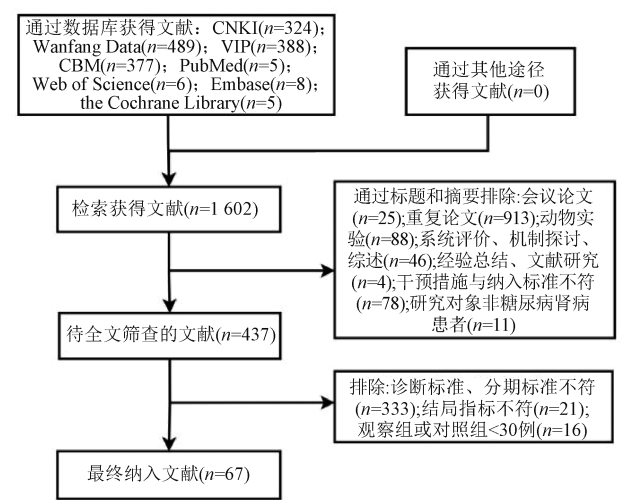 通过数据库获得文献：CNKI(n=324)；
Wanfang Data(n=489)；VIP(n=388)；
CBM(n=377)；PubMed(n=5)；
Web of Science(n=6)；Embase(n=8)；
the Cochrane Library(n=5)
通过其他途径
获得文献(n=0)
检索获得文献(n=1 602)
通过标题和摘要排除:会议论文
(n=25);重复论文(n=913);动物实
验(n=88);系统评价、机制探讨、
综述(n=46);经验总结、文献研究
(n=4);干预措施与纳入标准不符
(n=78);研究对象非糖尿病肾病
患者(n=11)
待全文筛查的文献(n=437)
排除:诊断标准、分期标准不符
(n=333);结局指标不符(n=21);
观察组或对照组<30例(n=16)
最终纳入文献(n=67)